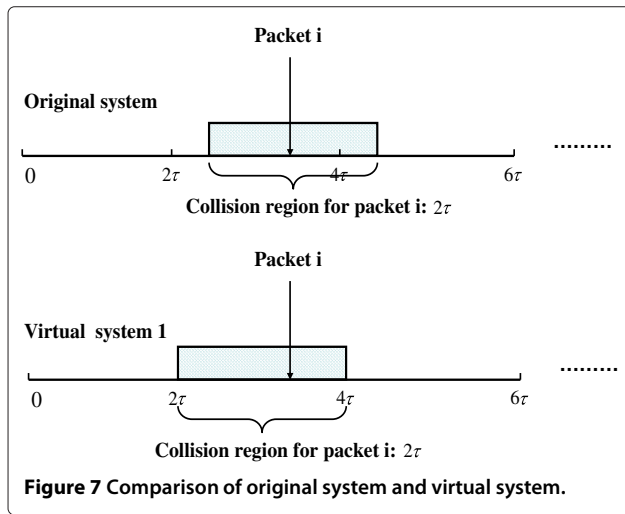 Packet i
Original system
.........
0 2τ 4τ 6τ
Collision region for packet i: 2τ
Packet i
Virtual system 1
.........
0 2τ 4τ 6τ
Collision region for packet i: 2τ
Figure 7 Comparison of original system and virtual system.